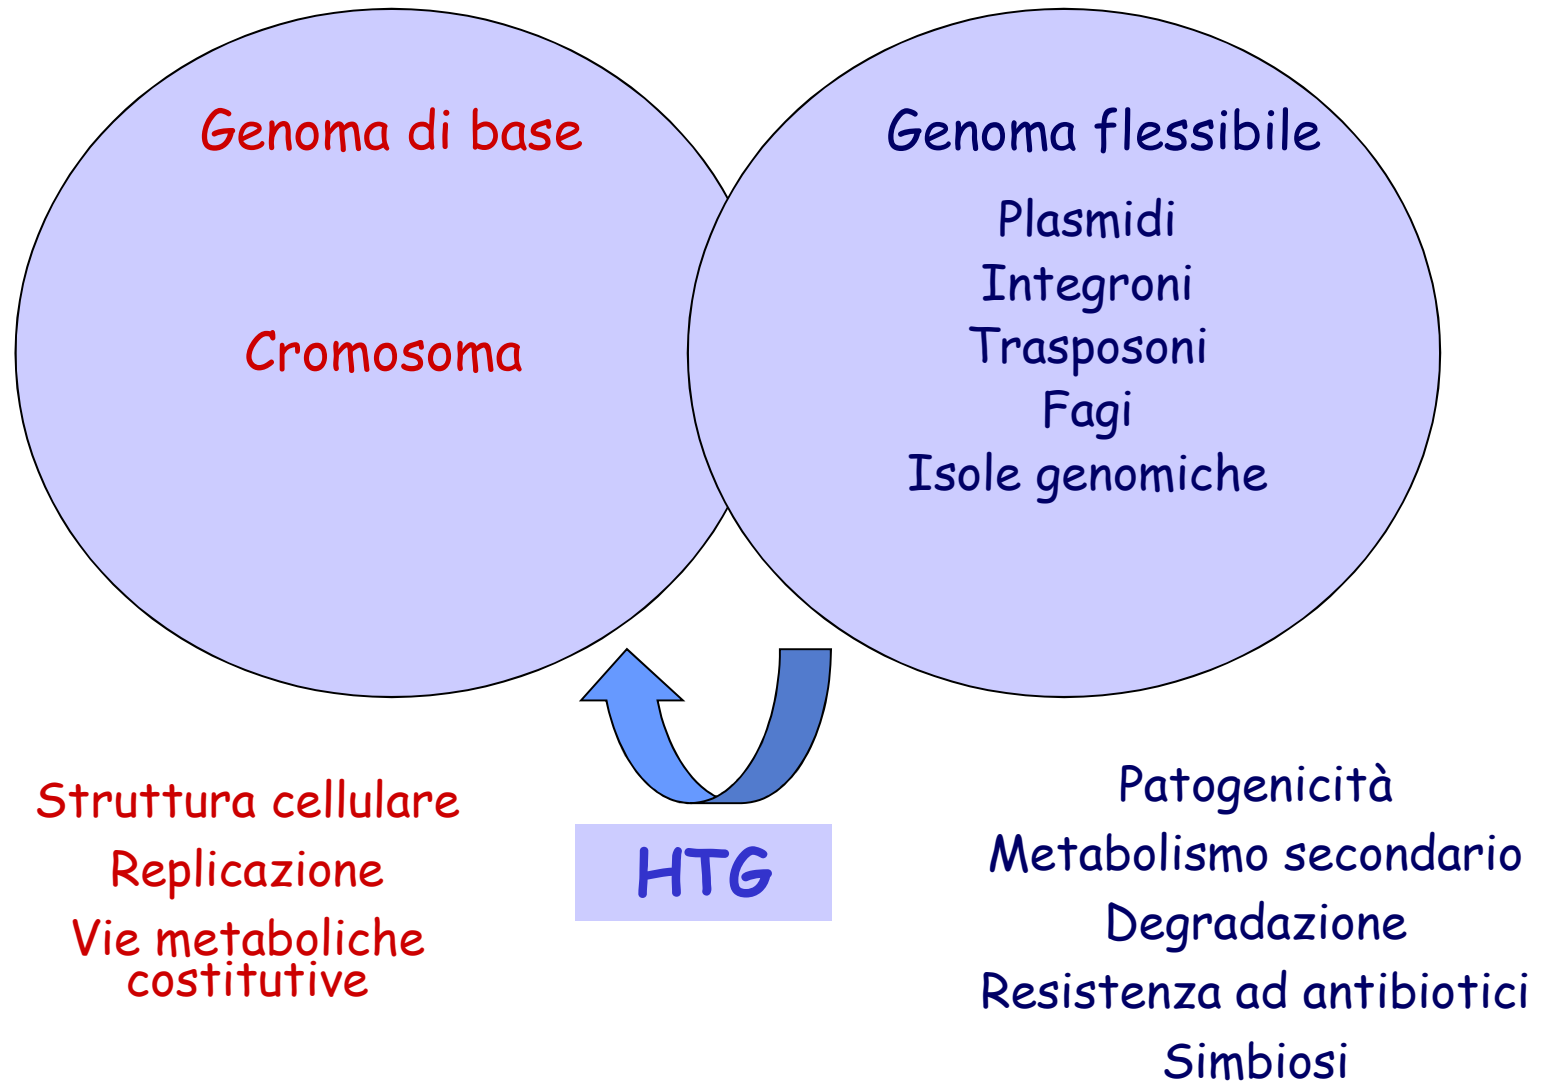 Genoma di base
Cromosoma
Genoma flessibile
Plasmidi
Integroni
Trasposoni
Fagi
Isole genomiche
Struttura cellulare
Replicazione
Vie metaboliche
costitutive
HTG
Patogenicità
Metabolismo secondario
Degradazione
Resistenza ad antibiotici
Simbiosi